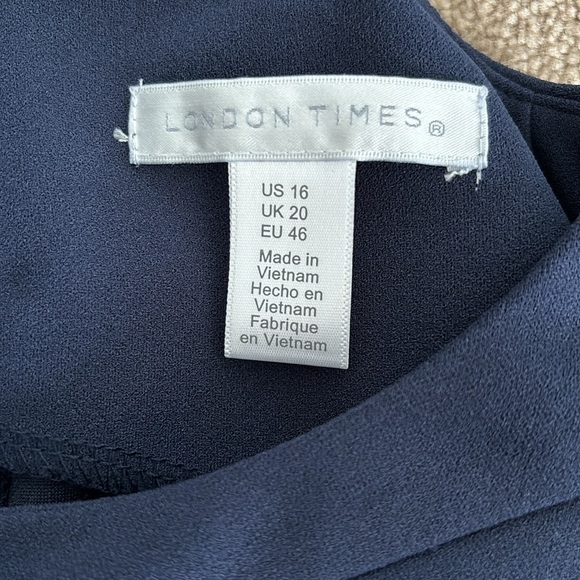 LONDON TIMES®
US 16
UK 20
EU 46
Made in
Vietnam
Hecho en
Vietnam
Fabrique
en Vietnam